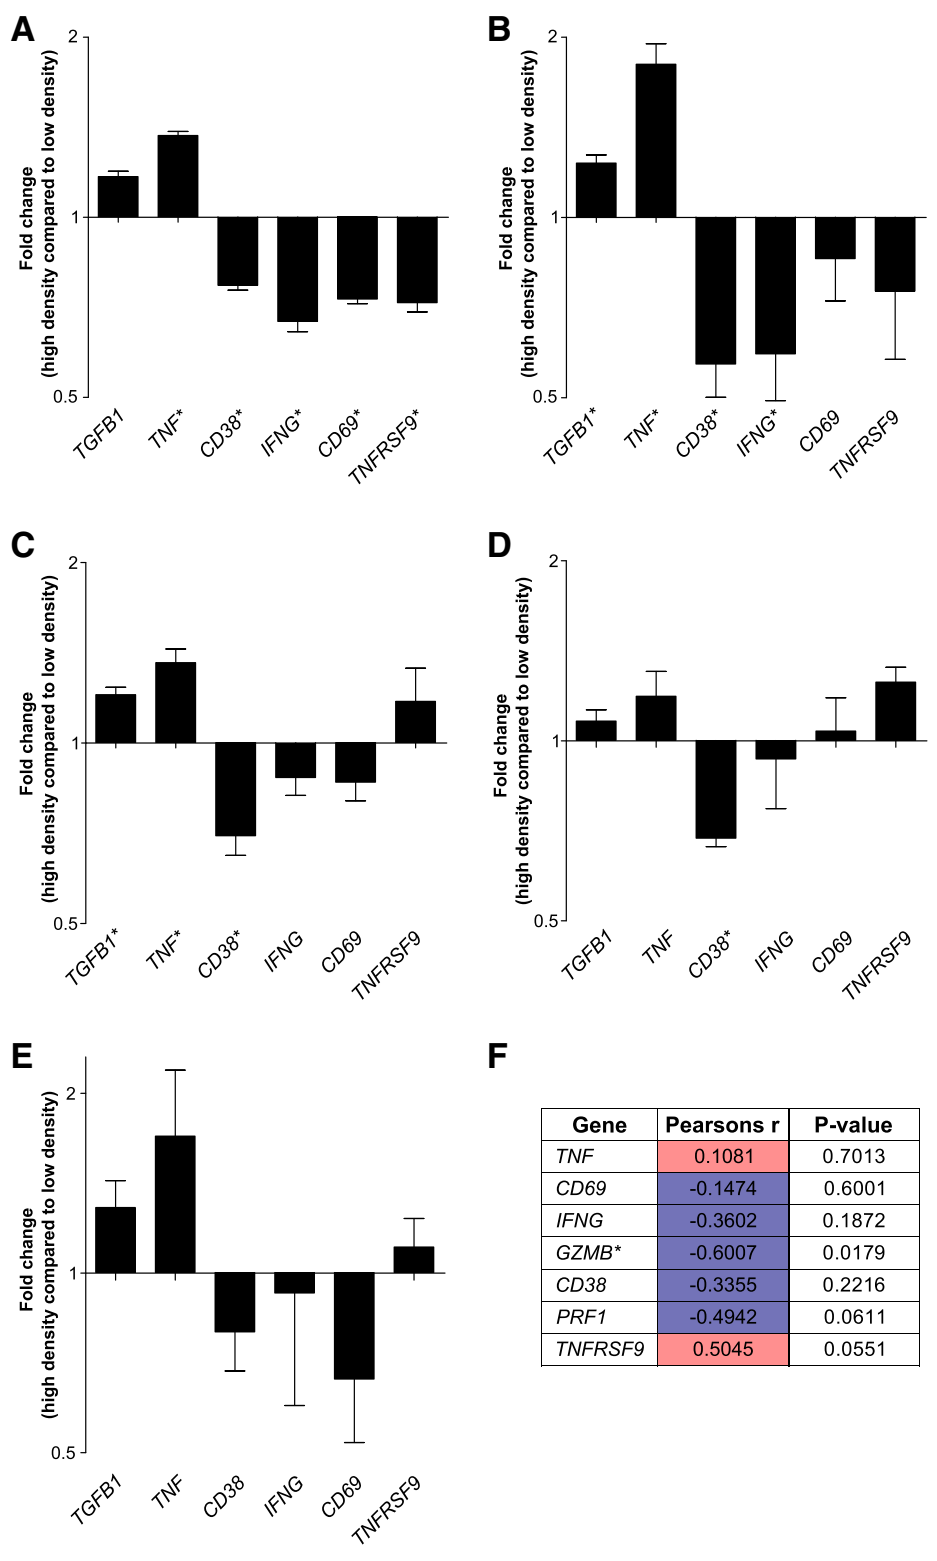 A
2
1
0.5
Fold change
(high density compared to low density)
TGFB1
TNF*
CD38*
IFNG*
CD69*
TNFRSF9*
B
2
1
0.5
Fold change
(high density compared to low density)
TGFB1*
TNF*
CD38*
IFNG*
CD69
TNFRSF9
C
2
1
0.5
Fold change
(high density compared to low density)
TGFB1*
TNF*
CD38*
IFNG
CD69
TNFRSF9
D
2
1
0.5
Fold change
(high density compared to low density)
TGFB1
TNF
CD38*
IFNG
CD69
TNFRSF9
E
2
1
0.5
Fold change
(high density compared to low density)
TGFB1
TNF
CD38
IFNG
CD69
TNFRSF9
F
Gene Pearsons r P-value
TNF 0.1081 0.7013
CD69 -0.1474 0.6001
IFNG -0.3602 0.1872
GZMB* -0.6007 0.0179
CD38 -0.3355 0.2216
PRF1 -0.4942 0.0611
TNFRSF9 0.5045 0.0551